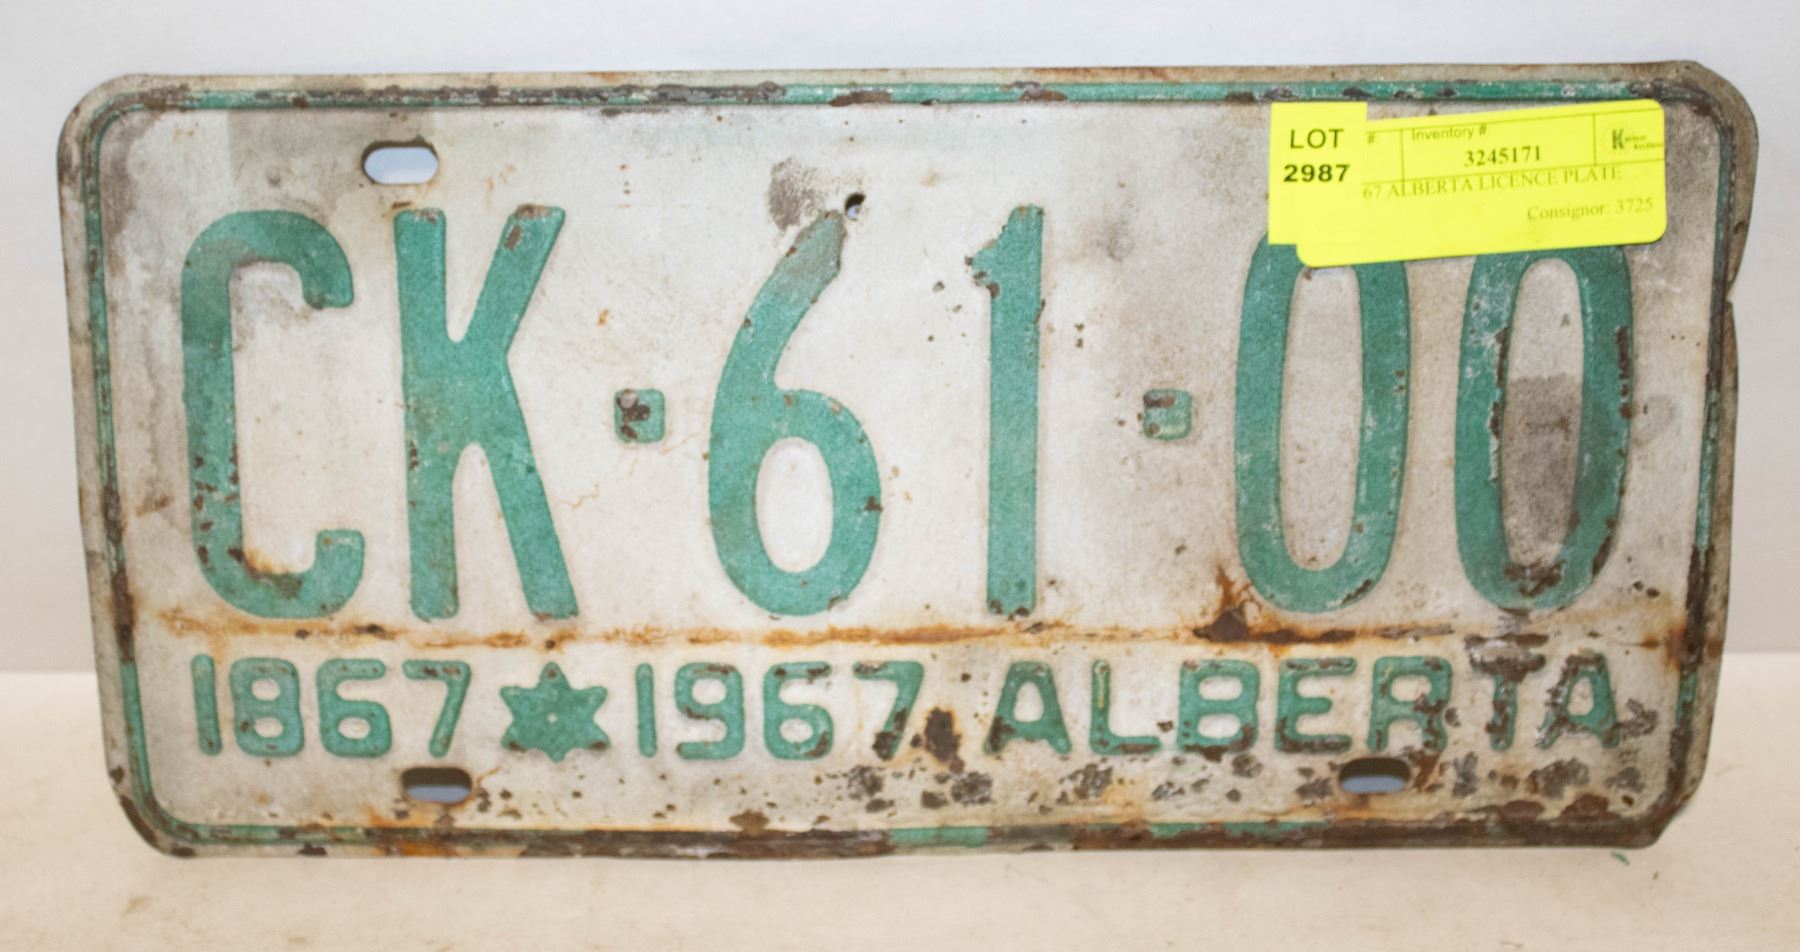 LOT
2987
# Inventory #:
3245171
67 ALBERTA LICENCE PLATE
Consignor: 3725
CK-61-00
1867 1967 ALBERTA